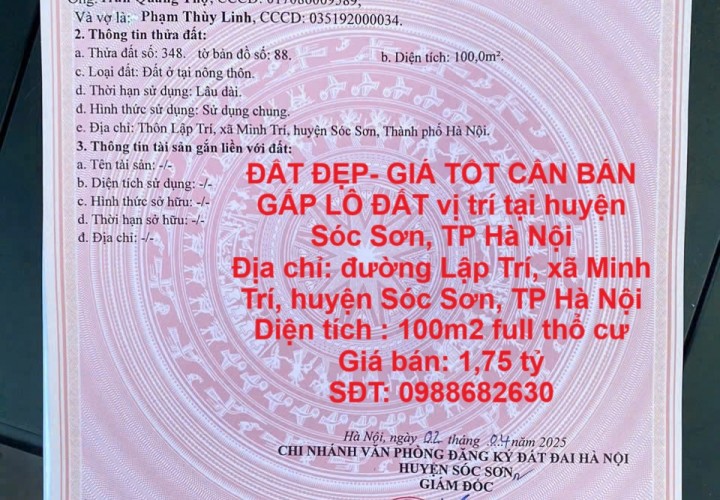 Ông: Trần Quang Thọ, CCCD: 017080009589,
Và vợ là: Phạm Thùy Linh, CCCD: 035192000034.
2. Thông tin thửa đất:
a. Thửa đất số: 348. tờ bản đồ số: 88. b. Diện tích: 100,0m².
c. Loại đất: Đất ở tại nông thôn.
d. Thời hạn sử dụng: Lâu dài.
đ. Hình thức sử dụng: Sử dụng chung.
e. Địa chỉ: Thôn Lập Trí, xã Minh Trí, huyện Sóc Sơn, Thành phố Hà Nội.
3. Thông tin tài sản gắn liền với đất:
a. Tên tài sản: -/-
b. Diện tích sử dụng: -/-
c. Hình thức sở hữu: -/-
d. Thời hạn sở hữu: -/-
đ. Địa chỉ: -/-
ĐẤT ĐẸP- GIÁ TỐT CẦN BÁN
GẤP LÔ ĐẤT vị trí tại huyện
Sóc Sơn, TP Hà Nội
Địa chỉ: đường Lập Trí, xã Minh
Trí, huyện Sóc Sơn, TP Hà Nội
Diện tích : 100m2 full thổ cư
Giá bán: 1,75 tỷ
SĐT: 0988682630
Hà Nội, ngày 02 tháng 04 năm 2025
CHI NHÁNH VĂN PHÒNG ĐĂNG KÝ ĐẤT ĐAI HÀ NỘI
HUYỆN SÓC SƠN
GIÁM ĐỐC